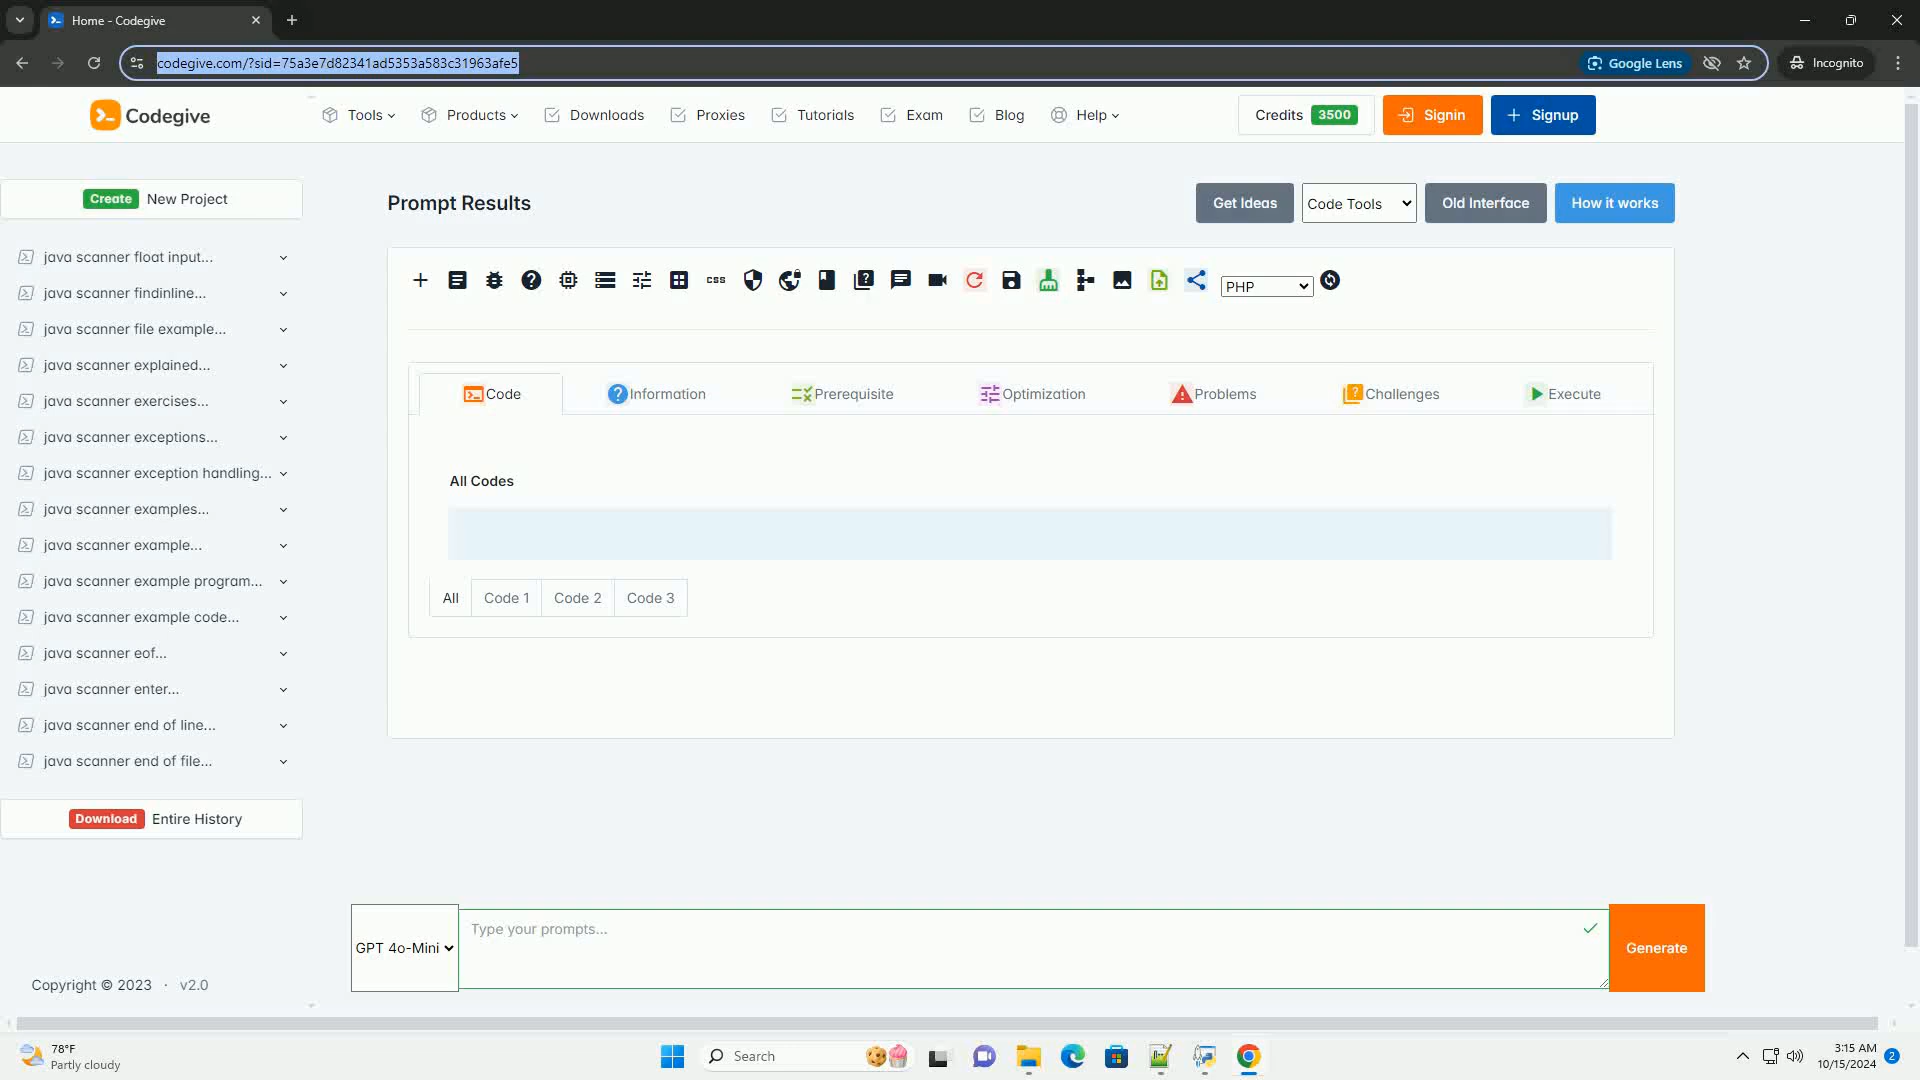 Home - Codegive
codegive.com/?sid=75a3e7d82341ad5353a583c31963afe5
Google Lens
Incognito
Codegive
Tools
Products
Downloads
Proxies
Tutorials
Exam
Blog
Help
Credits 3500
Signin
Signup
Create New Project
java scanner float input...
java scanner findinline...
java scanner file example...
java scanner explained...
java scanner exercises...
java scanner exceptions...
java scanner exception handling...
java scanner examples...
java scanner example...
java scanner example program...
java scanner example code...
java scanner eof...
java scanner enter...
java scanner end of line...
java scanner end of file...
Download Entire History
Copyright © 2023 · v2.0
Prompt Results
Get Ideas
Code Tools
Old Interface
How it works
CSS
PHP
Code
Information
Prerequisite
Optimization
Problems
Challenges
Execute
All Codes
All
Code 1
Code 2
Code 3
GPT 4o-Mini
Type your prompts...
Generate
78°F
Partly cloudy
Search
3:15 AM
10/15/2024
2